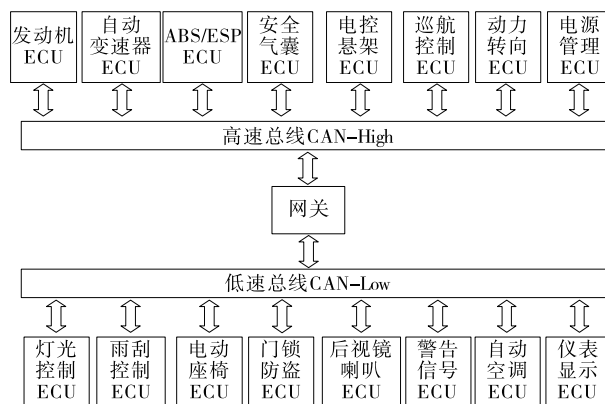 发动机 ECU
自动变速器 ECU
ABS/ESP ECU
安全气囊 ECU
电控悬架 ECU
巡航控制 ECU
动力转向 ECU
电源管理 ECU
高速总线CAN-High
网关
低速总线CAN-Low
灯光控制 ECU
雨刮控制 ECU
电动座椅 ECU
门锁防盗 ECU
后视镜喇叭 ECU
警告信号 ECU
自动空调 ECU
仪表显示 ECU